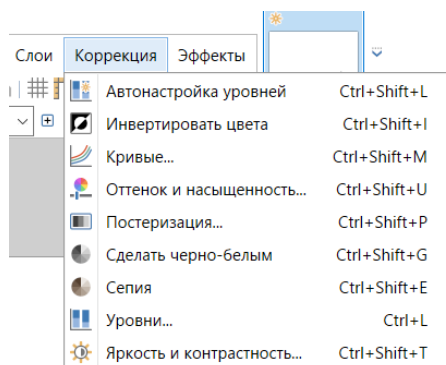 Слои Коррекция Эффекты
Автонастройка уровней Ctrl+Shift+L
Инвертировать цвета Ctrl+Shift+I
Кривые... Ctrl+Shift+M
Оттенок и насыщенность... Ctrl+Shift+U
Постеризация... Ctrl+Shift+P
Сделать черно-белым Ctrl+Shift+G
Сепия Ctrl+Shift+E
Уровни... Ctrl+L
Яркость и контрастность... Ctrl+Shift+T